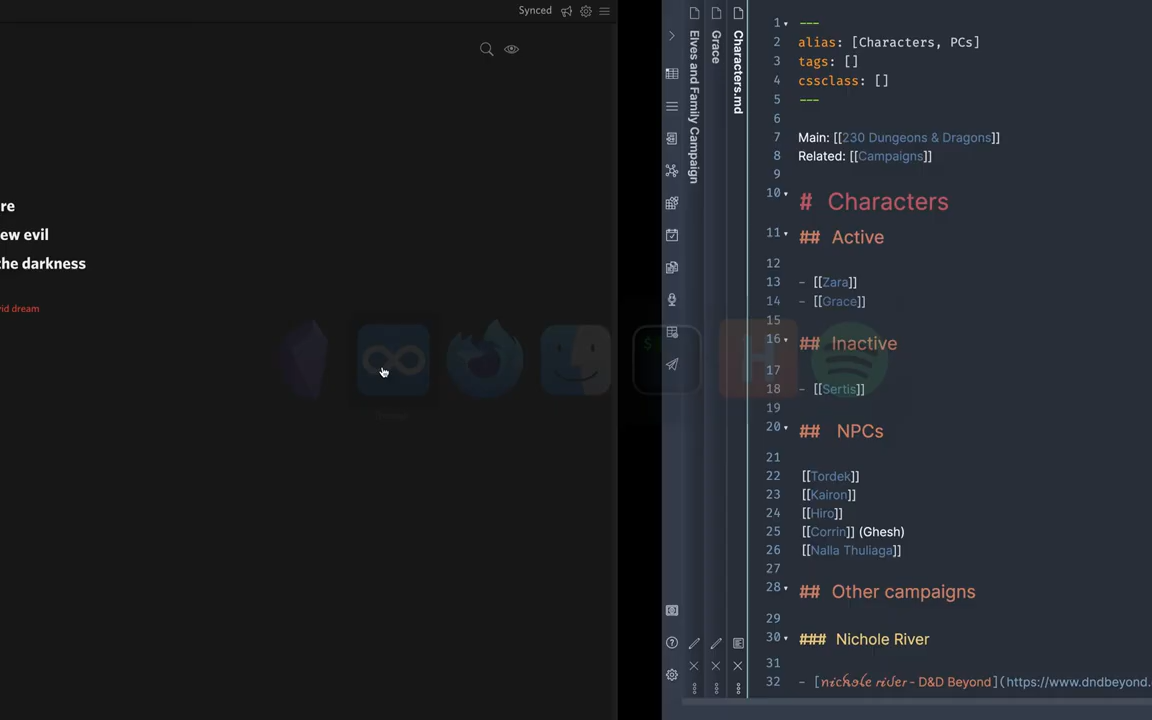 Synced
re
ew evil
the darkness
vid dream
Elves and Family Campaign
Grace
Characters.md
1 ---
2 alias: [Characters, PCs]
3 tags: []
4 cssclass: []
5 ---
6
7 Main: [[230 Dungeons & Dragons]]
8 Related: [[Campaigns]]
9
10 # Characters
11 ## Active
12
13 - [[Zara]]
14 - [[Grace]]
15
16 ## Inactive
17
18 - [[Sertis]]
19
20 ## NPCs
21
22 [[Tordek]]
23 [[Kairon]]
24 [[Hiro]]
25 [[Corrin]] (Ghesh)
26 [[Nalla Thuliaga]]
27
28 ## Other campaigns
29
30 ### Nichole River
31
32 - [nichole river - D&D Beyond](https://www.dndbeyond.
$
H